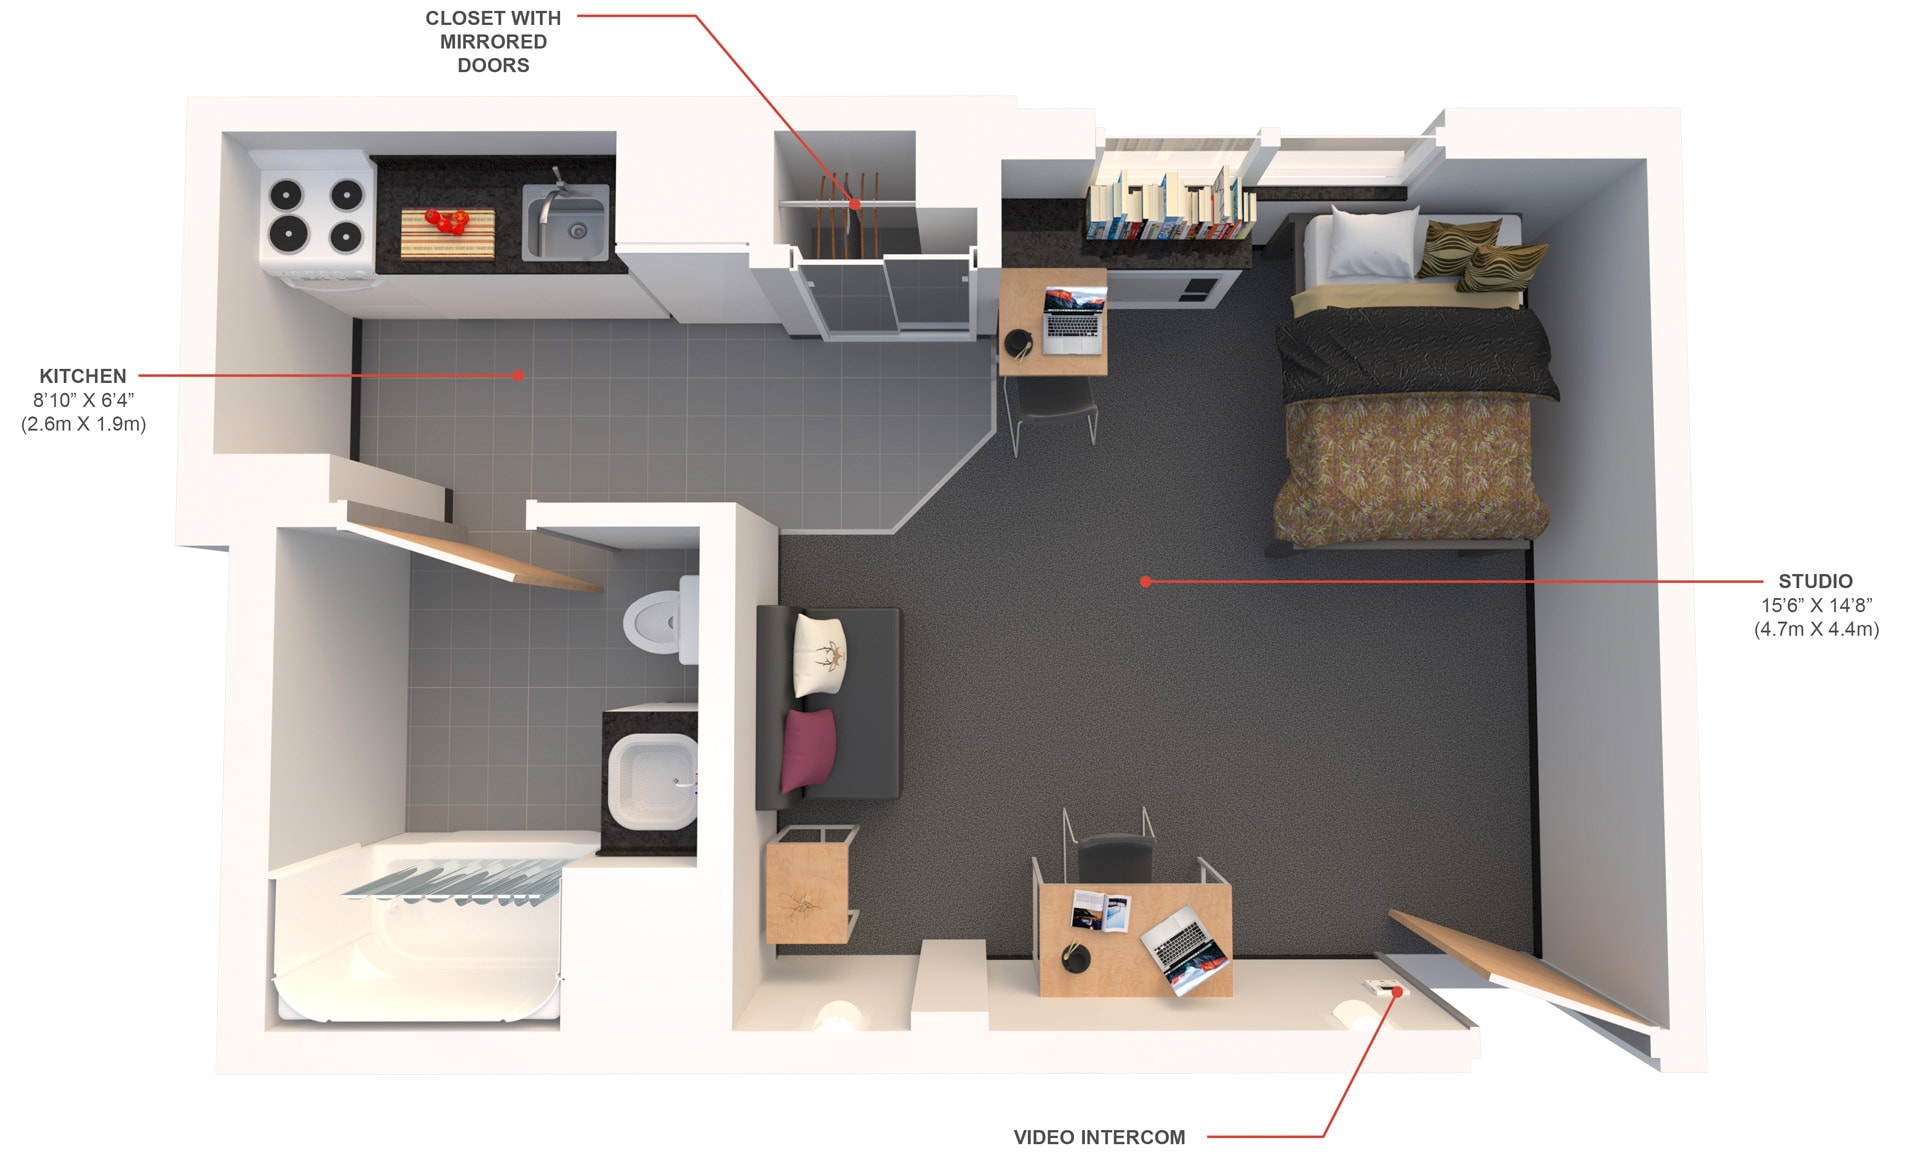 CLOSET WITH
MIRRORED
DOORS
KITCHEN
8’10” X 6’4”
(2.6m X 1.9m)
STUDIO
15’6” X 14’8”
(4.7m X 4.4m)
VIDEO INTERCOM